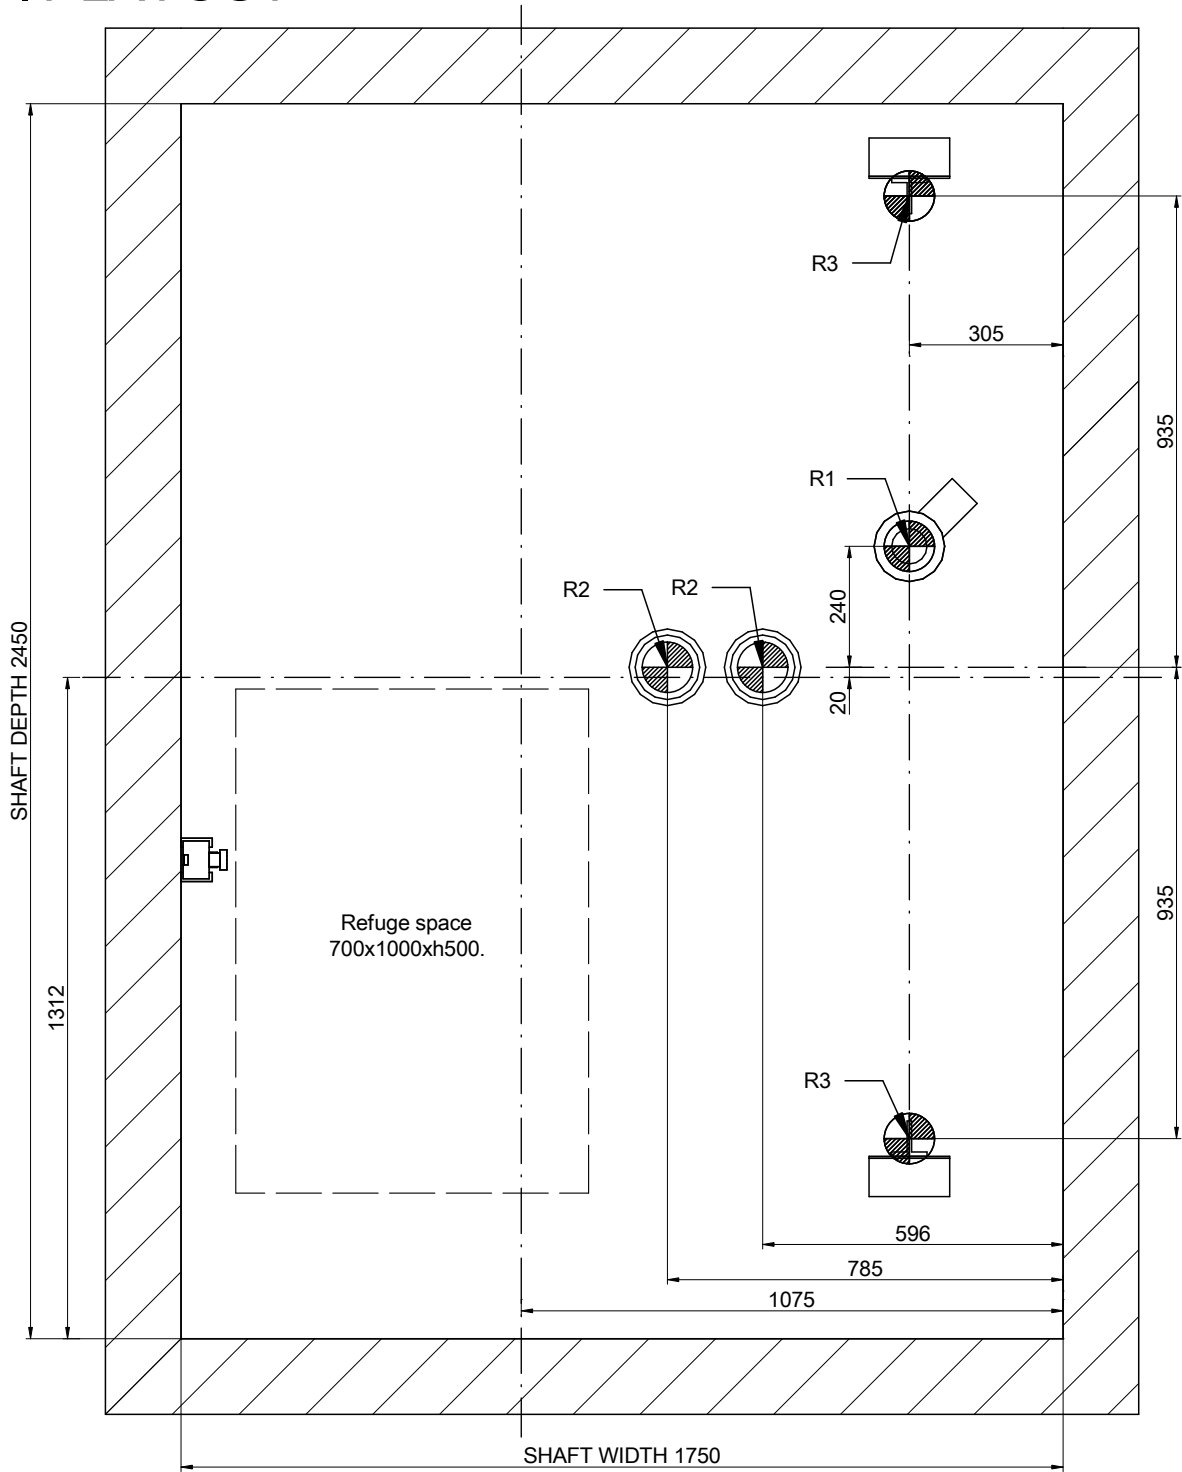 R3
305
935
R1
R2
R2
240
20
SHAFT DEPTH 2450
Refuge space
700x1000xh500.
935
1312
R3
596
785
1075
SHAFT WIDTH 1750